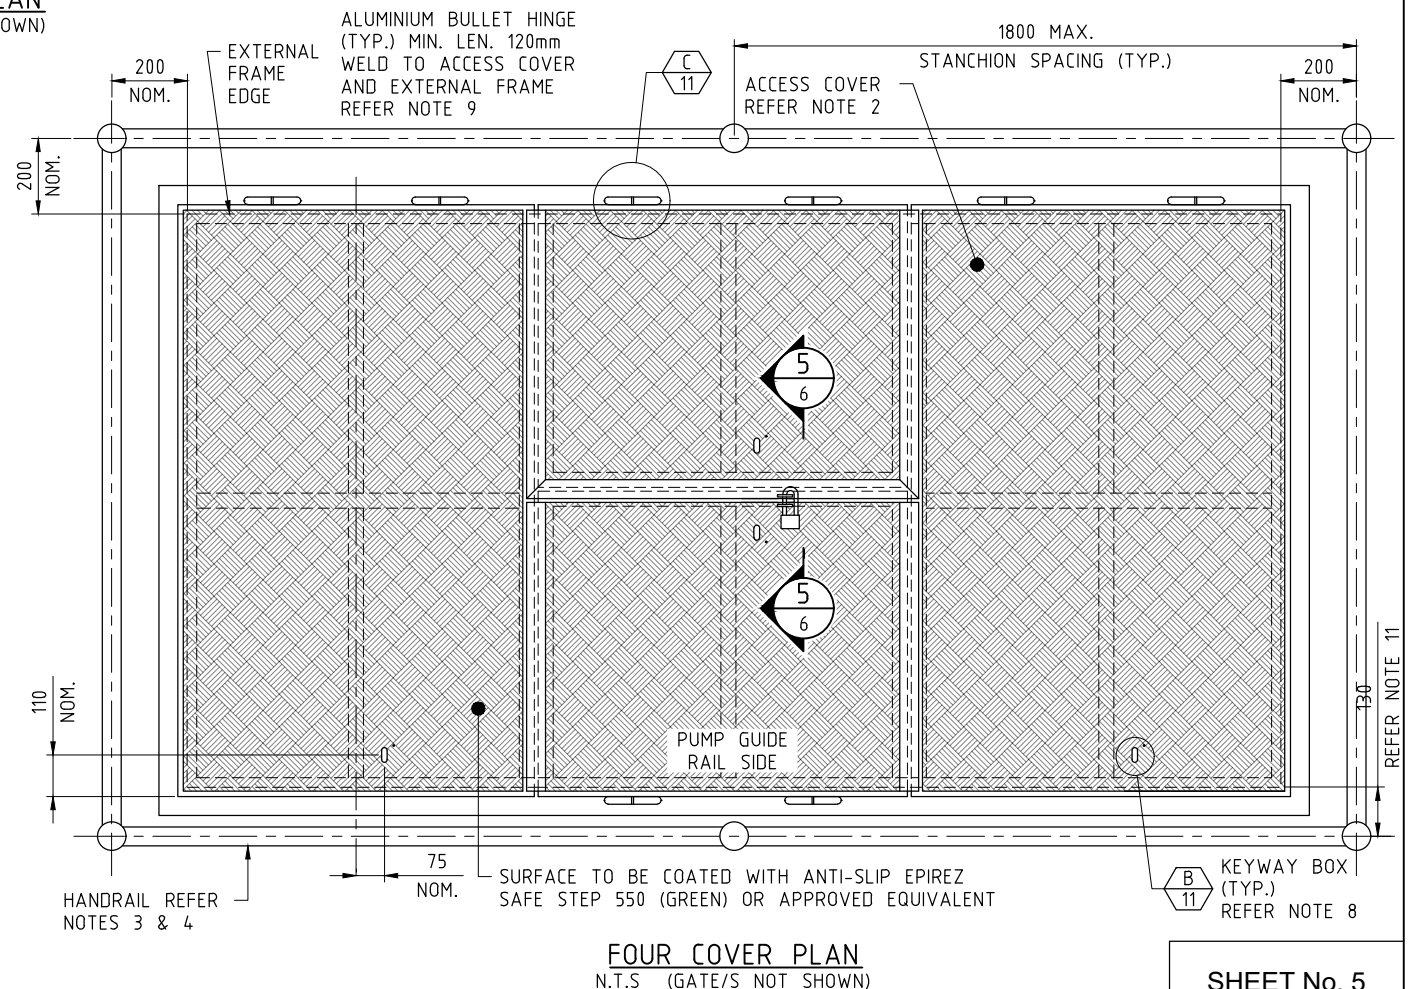 LAN
OWN)
ALUMINIUM BULLET HINGE
(TYP.) MIN. LEN. 120mm
WELD TO ACCESS COVER
AND EXTERNAL FRAME
REFER NOTE 9
EXTERNAL
FRAME
EDGE
200
NOM.
C
11
1800 MAX.
STANCHION SPACING (TYP.)
ACCESS COVER
REFER NOTE 2
200
NOM.
200
NOM.
5
6
5
6
110
NOM.
PUMP GUIDE
RAIL SIDE
130
REFER NOTE 11
75
NOM.
SURFACE TO BE COATED WITH ANTI-SLIP EPIREZ
SAFE STEP 550 (GREEN) OR APPROVED EQUIVALENT
HANDRAIL REFER
NOTES 3 & 4
B
11
KEYWAY BOX
(TYP.)
REFER NOTE 8
FOUR COVER PLAN
N.T.S (GATE/S NOT SHOWN)
SHEET No. 5